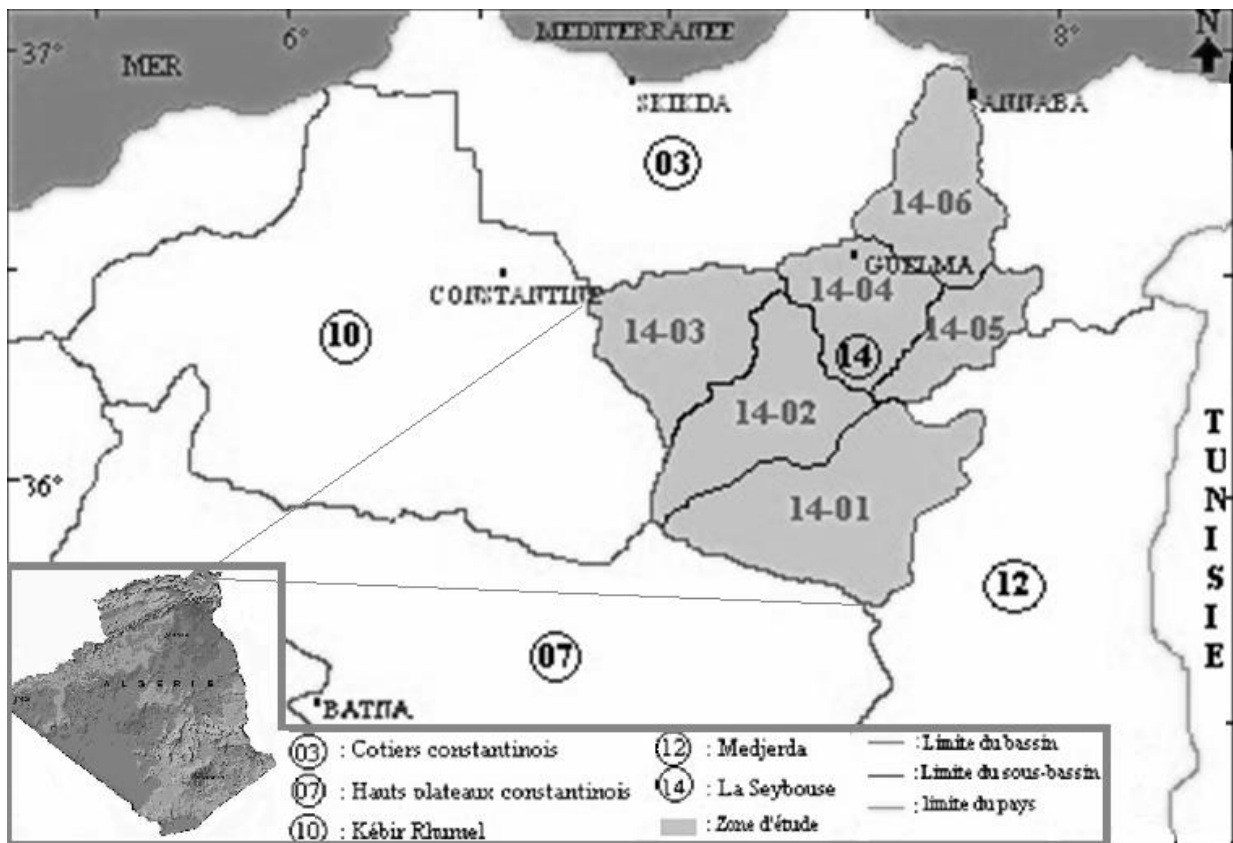 N
6°
MEDITERRANEE
8°
37°
MER
SKIKDA
ANNABA
03
14-06
GUELMA
CONSTANTINE
14-04
14-03
14-05
10
14
14-02
TUNISIE
36°
14-01
12
ALGERIE
07
BATNA
03 : Cotiers constantinois
12 : Medjerda
: Limite du bassin
07 : Hauts plateaux constantinois
14 : La Seybouse
: Limite du sous-bassin
10 : Kébir Rhumel
: Zone d'étude
: limite du pays